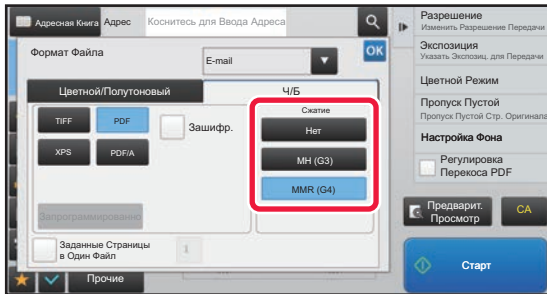 Адресная Книга
Адрес
Коснитесь для Ввода Адреса
Формат Файла
E-mail
OK
Цветной/Полутоновый
Ч/Б
TIFF
PDF
Зашифр.
XPS
PDF/A
Запрограммированно
Сжатие
Нет
MH (G3)
MMR (G4)
Заданные Страницы
в Один Файл
1
Прочие
Разрешение
Изменить Разрешение Передачи
Экспозиция
Указать Экспозиц. для Передачи
Цветной Режим
Пропуск Пустой
Пропуск Пустой Стр. Оригинала
Настройка Фона
Регулировка
Перекоса PDF
Предварит.
Просмотр
CA
Старт